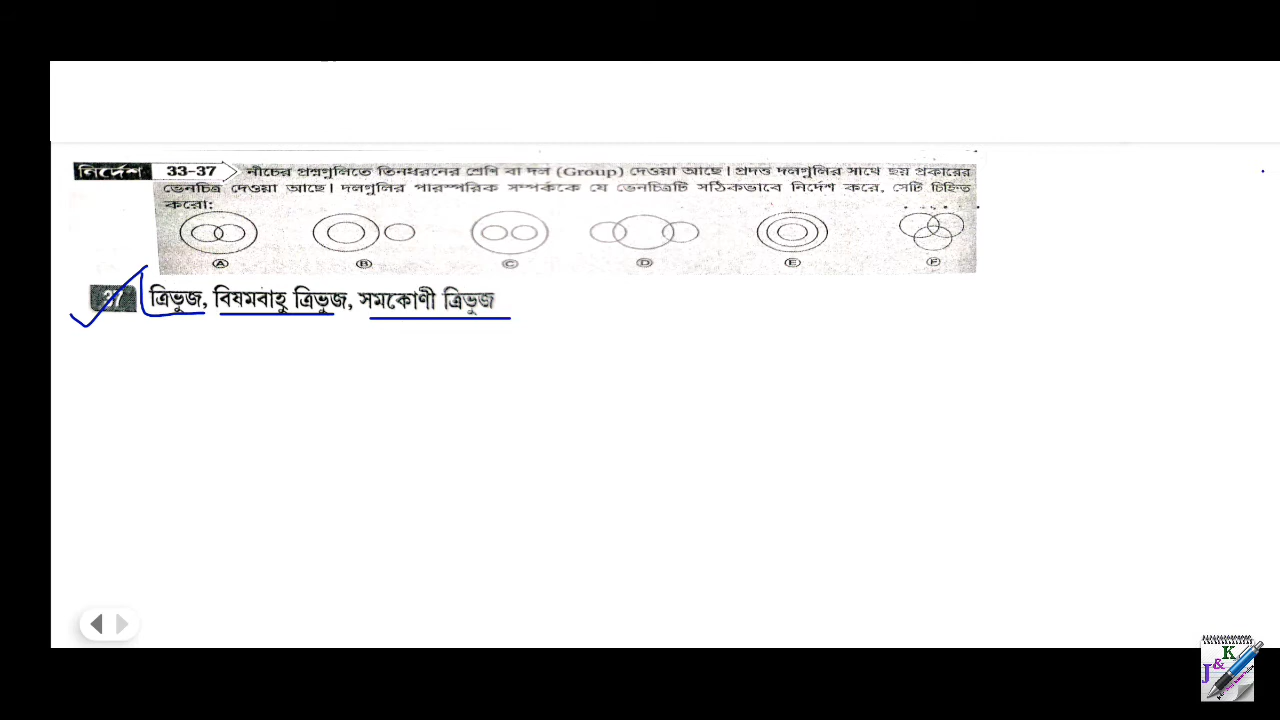 নির্দেশ 33-37 নীচের প্রশ্নগুলিতে তিনধরনের শ্রেণি বা দল (Group) দেওয়া আছে। প্রদত্ত দলগুলির সাথে ছয় প্রকারের
ভেনচিত্র দেওয়া আছে। দলগুলির পারস্পরিক সম্পর্ককে যে ভেনচিত্রটি সঠিকভাবে নির্দেশ করে, সেটি চিহ্নিত
করো:
A B C D E F
37 ত্রিভুজ, বিষমবাহু ত্রিভুজ, সমকোণী ত্রিভুজ
J&K